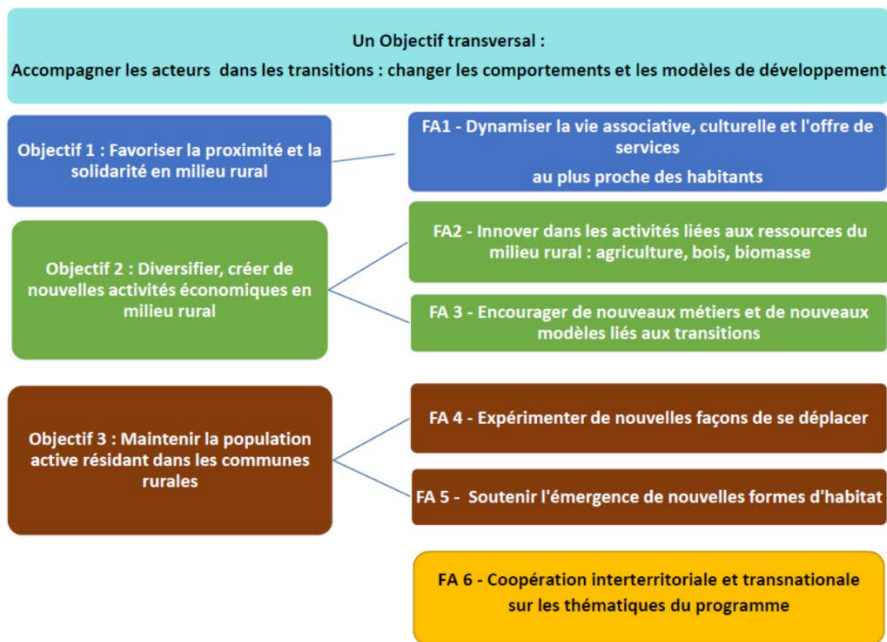 Un Objectif transversal :
Accompagner les acteurs dans les transitions : changer les comportements et les modèles de développement
Objectif 1 : Favoriser la proximité et la
solidarité en milieu rural
FA1 - Dynamiser la vie associative, culturelle et l'offre de
services
au plus proche des habitants
Objectif 2 : Diversifier, créer de
nouvelles activités économiques en
milieu rural
FA2 - Innover dans les activités liées aux ressources du
milieu rural : agriculture, bois, biomasse
FA 3 - Encourager de nouveaux métiers et de nouveaux
modèles liés aux transitions
Objectif 3 : Maintenir la population
active résidant dans les communes
rurales
FA 4 - Expérimenter de nouvelles façons de se déplacer
FA 5 - Soutenir l'émergence de nouvelles formes d'habitat
FA 6 - Coopération interterritoriale et transnationale
sur les thématiques du programme